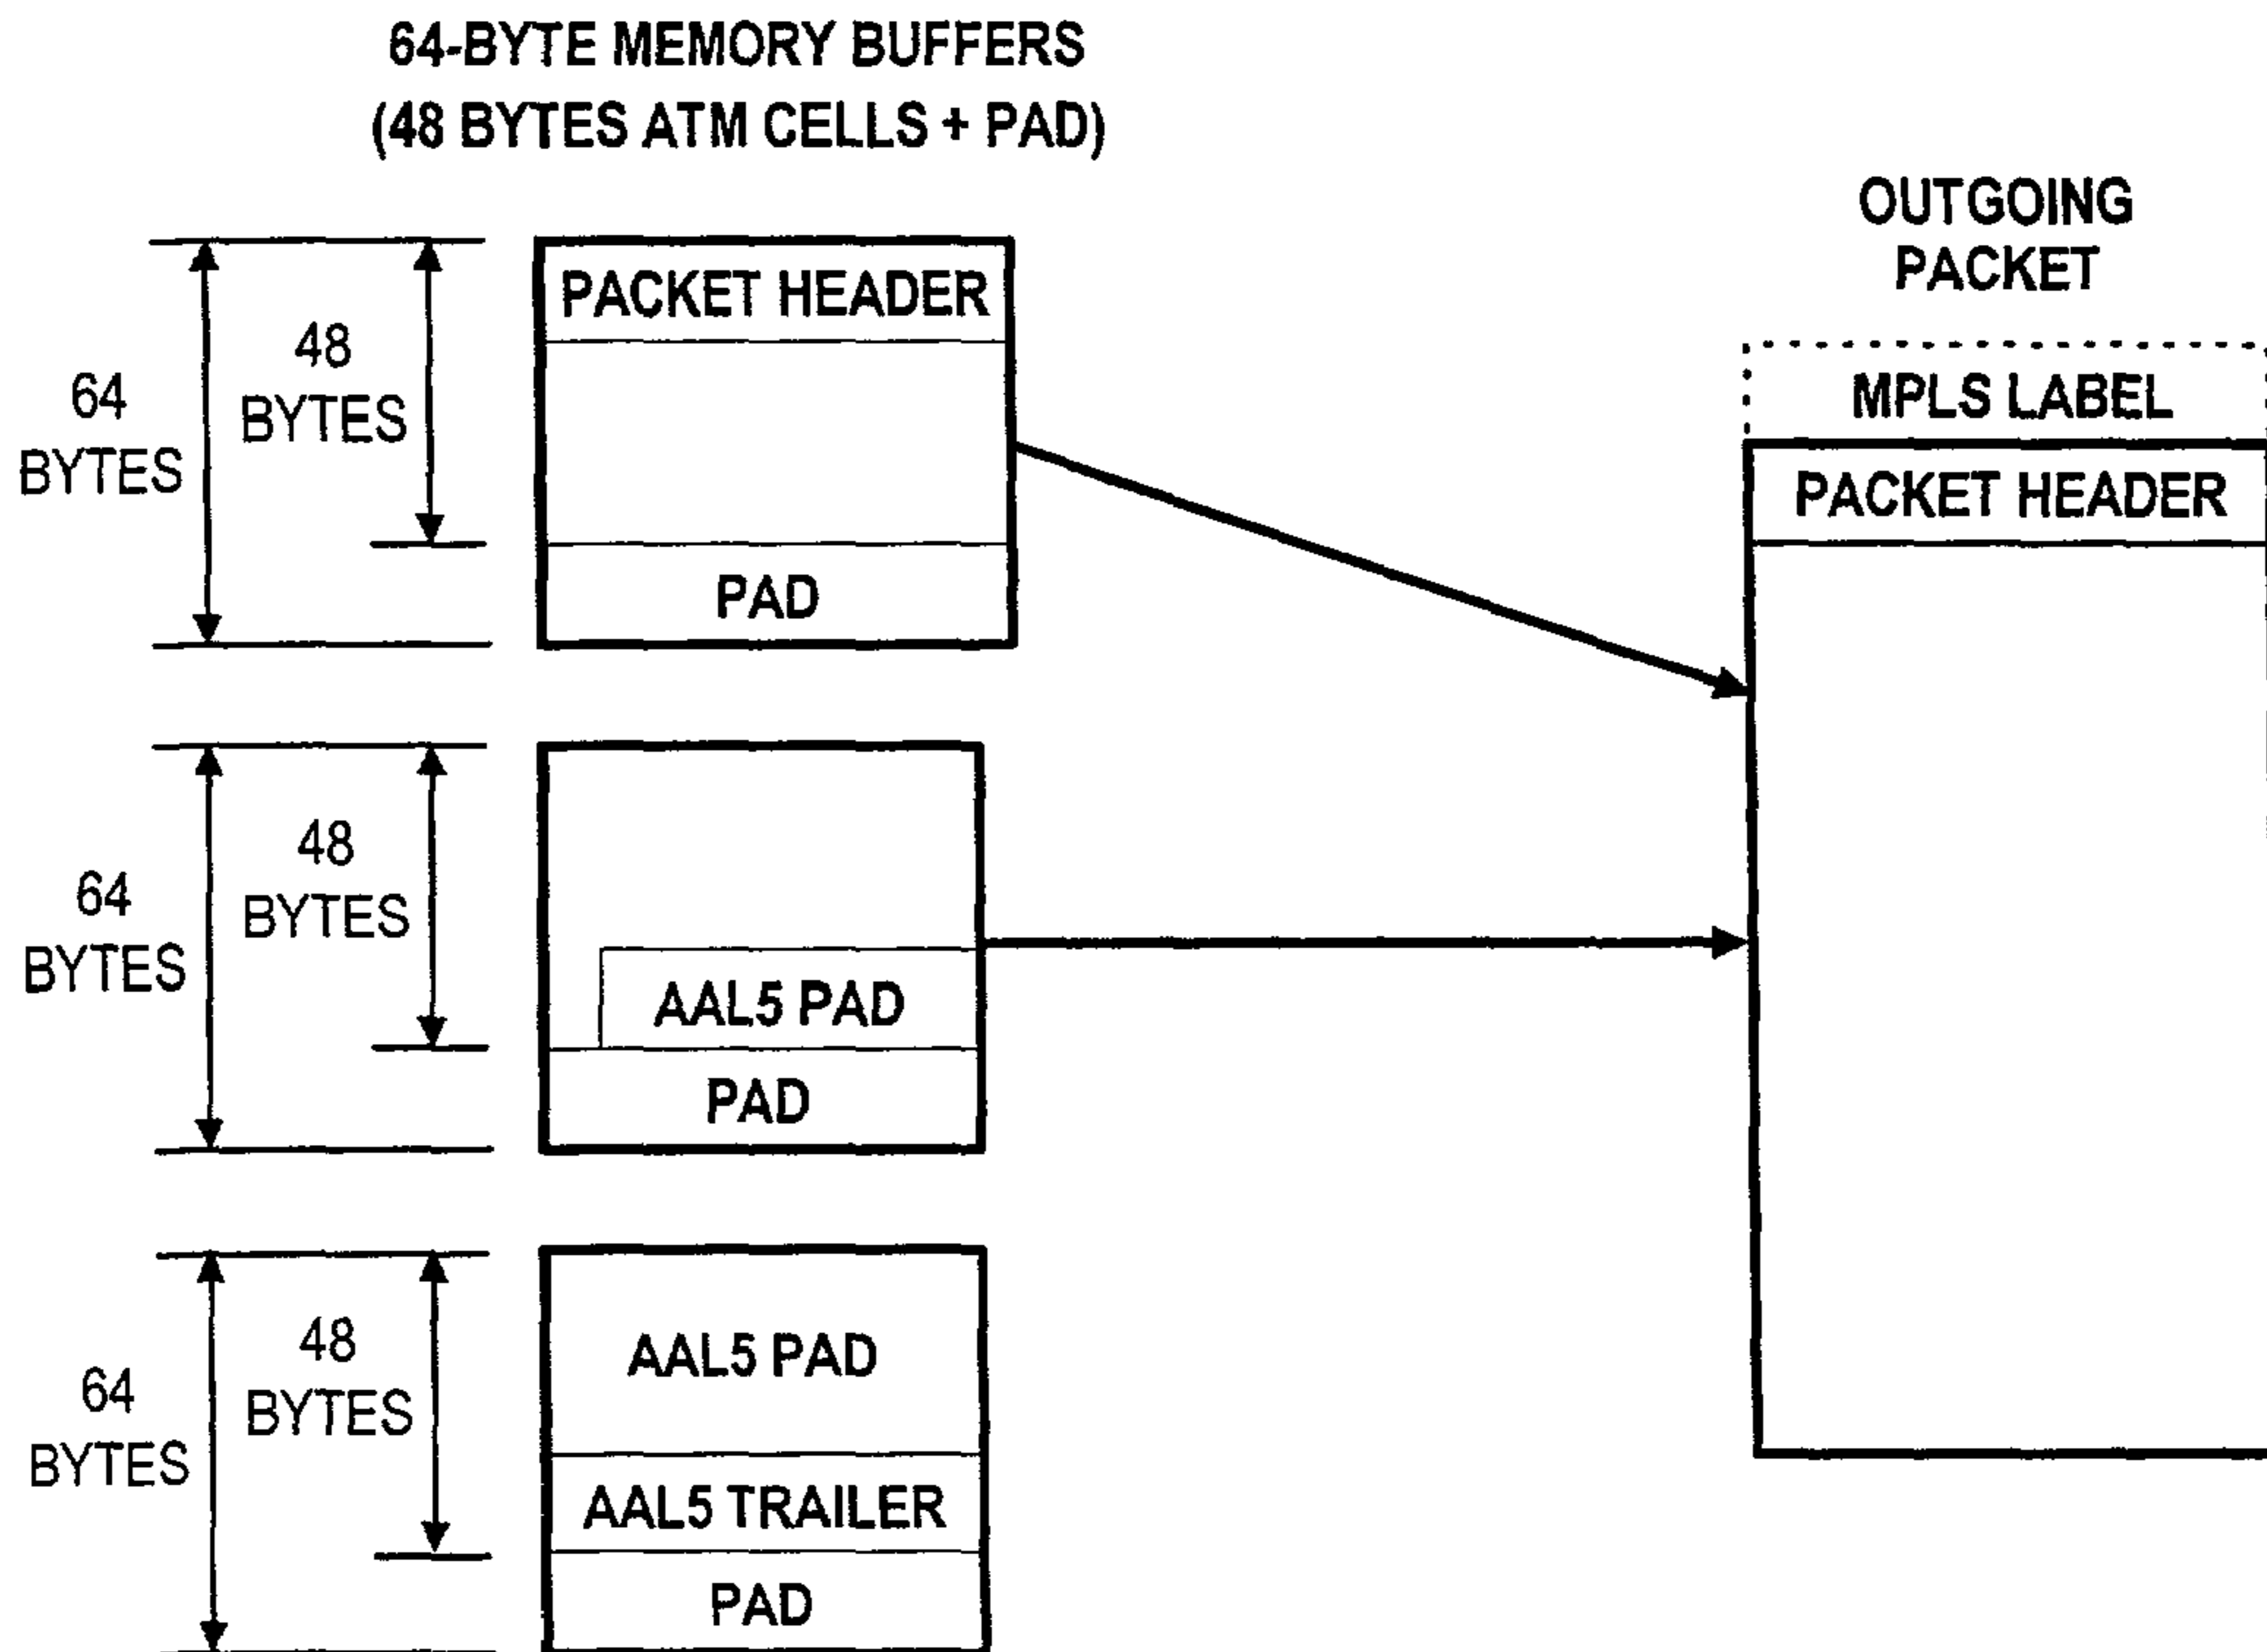 64-BYTE MEMORY BUFFERS
(48 BYTES ATM CELLS + PAD)
OUTGOING
PACKET
64
BYTES
48
BYTES
PACKET HEADER
PAD
MPLS LABEL
PACKET HEADER
64
BYTES
48
BYTES
AAL5 PAD
PAD
64
BYTES
48
BYTES
AAL5 PAD
AAL5 TRAILER
PAD